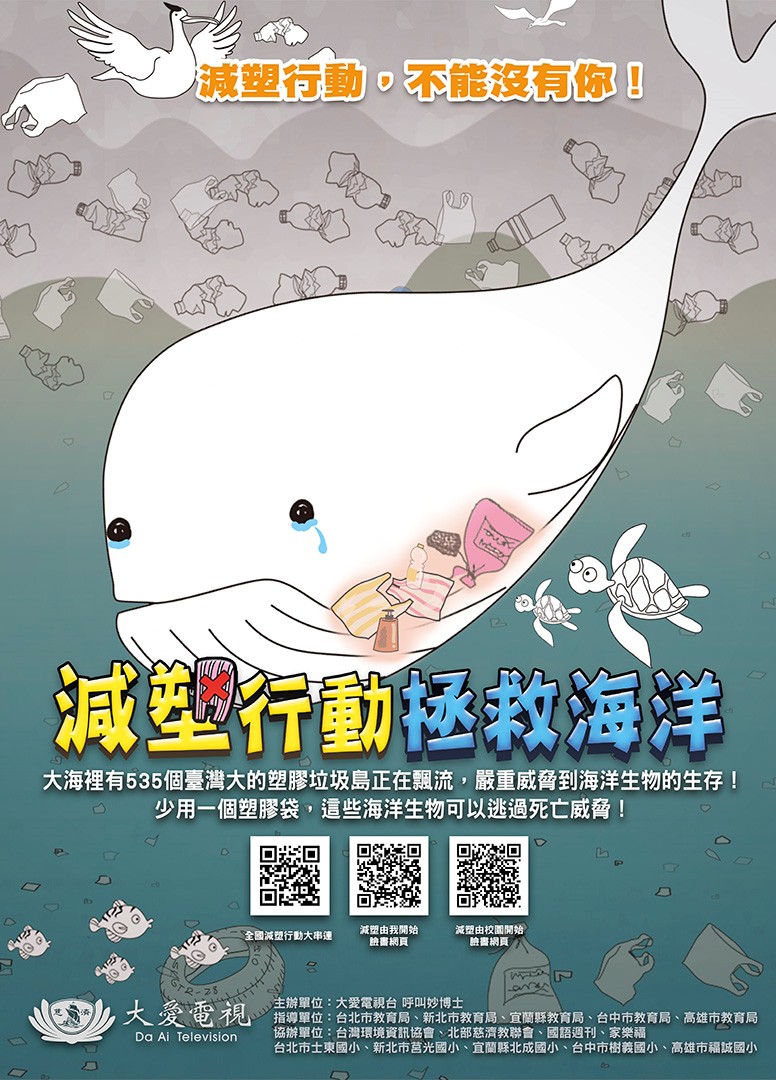 減塑行動，不能沒有你！
減塑行動拯救海洋
大海裡有535個臺灣大的塑膠垃圾島正在飄流，嚴重威脅到海洋生物的生存！
少用一個塑膠袋，這些海洋生物可以逃過死亡威脅！
全國減塑行動大串連
減塑由我開始
臉書網頁
減塑由校園開始
臉書網頁
大愛電視
Da Ai Television
主辦單位：大愛電視台 呼叫妙博士
指導單位：台北市教育局、新北市教育局、宜蘭縣教育局、台中市教育局、高雄市教育局
協辦單位：台灣環境資訊協會、北部慈濟教聯會、國語週刊、家樂福
台北市士東國小、新北市莒光國小、宜蘭縣北成國小、台中市樹義國小、高雄市福誠國小